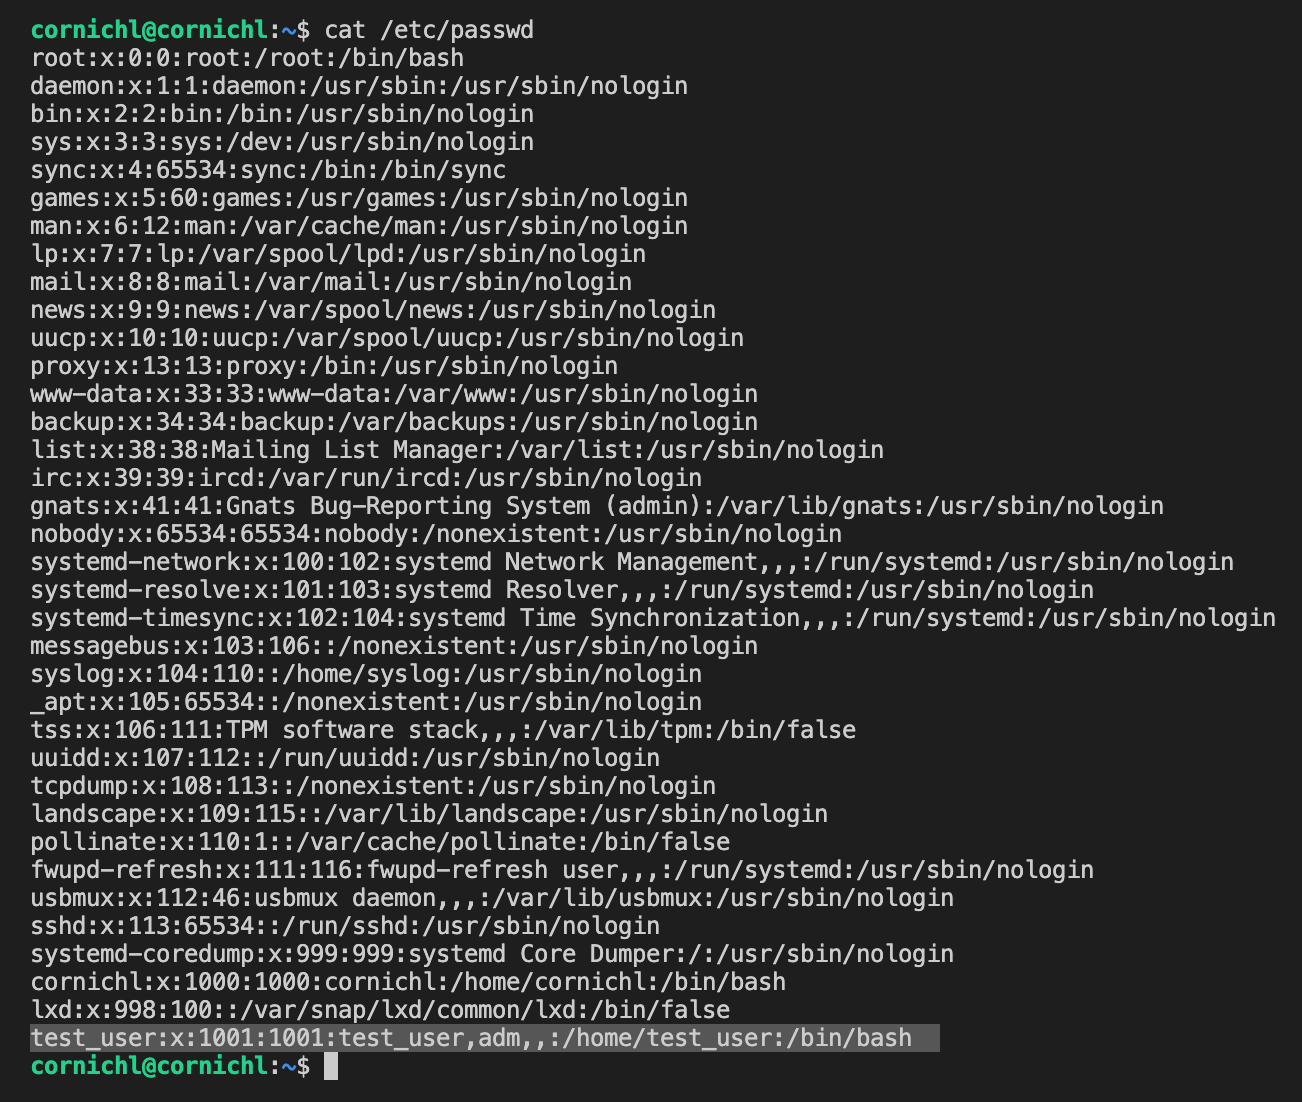 cornichl@cornichl:~$ cat /etc/passwd
root:x:0:0:root:/root:/bin/bash
daemon:x:1:1:daemon:/usr/sbin:/usr/sbin/nologin
bin:x:2:2:bin:/bin:/usr/sbin/nologin
sys:x:3:3:sys:/dev:/usr/sbin/nologin
sync:x:4:65534:sync:/bin:/bin/sync
games:x:5:60:games:/usr/games:/usr/sbin/nologin
man:x:6:12:man:/var/cache/man:/usr/sbin/nologin
lp:x:7:7:lp:/var/spool/lpd:/usr/sbin/nologin
mail:x:8:8:mail:/var/mail:/usr/sbin/nologin
news:x:9:9:news:/var/spool/news:/usr/sbin/nologin
uucp:x:10:10:uucp:/var/spool/uucp:/usr/sbin/nologin
proxy:x:13:13:proxy:/bin:/usr/sbin/nologin
www-data:x:33:33:www-data:/var/www:/usr/sbin/nologin
backup:x:34:34:backup:/var/backups:/usr/sbin/nologin
list:x:38:38:Mailing List Manager:/var/list:/usr/sbin/nologin
irc:x:39:39:ircd:/var/run/ircd:/usr/sbin/nologin
gnats:x:41:41:Gnats Bug-Reporting System (admin):/var/lib/gnats:/usr/sbin/nologin
nobody:x:65534:65534:nobody:/nonexistent:/usr/sbin/nologin
systemd-network:x:100:102:systemd Network Management,,,:/run/systemd:/usr/sbin/nologin
systemd-resolve:x:101:103:systemd Resolver,,,:/run/systemd:/usr/sbin/nologin
systemd-timesync:x:102:104:systemd Time Synchronization,,,:/run/systemd:/usr/sbin/nologin
messagebus:x:103:106::/nonexistent:/usr/sbin/nologin
syslog:x:104:110::/home/syslog:/usr/sbin/nologin
_apt:x:105:65534::/nonexistent:/usr/sbin/nologin
tss:x:106:111:TPM software stack,,,:/var/lib/tpm:/bin/false
uuidd:x:107:112::/run/uuidd:/usr/sbin/nologin
tcpdump:x:108:113::/nonexistent:/usr/sbin/nologin
landscape:x:109:115::/var/lib/landscape:/usr/sbin/nologin
pollinate:x:110:1::/var/cache/pollinate:/bin/false
fwupd-refresh:x:111:116:fwupd-refresh user,,,:/run/systemd:/usr/sbin/nologin
usbmux:x:112:46:usbmux daemon,,,:/var/lib/usbmux:/usr/sbin/nologin
sshd:x:113:65534::/run/sshd:/usr/sbin/nologin
systemd-coredump:x:999:999:systemd Core Dumper:/:/usr/sbin/nologin
cornichl:x:1000:1000:cornichl:/home/cornichl:/bin/bash
lxd:x:998:100::/var/snap/lxd/common/lxd:/bin/false
test_user:x:1001:1001:test_user,adm,,:/home/test_user:/bin/bash
cornichl@cornichl:~$